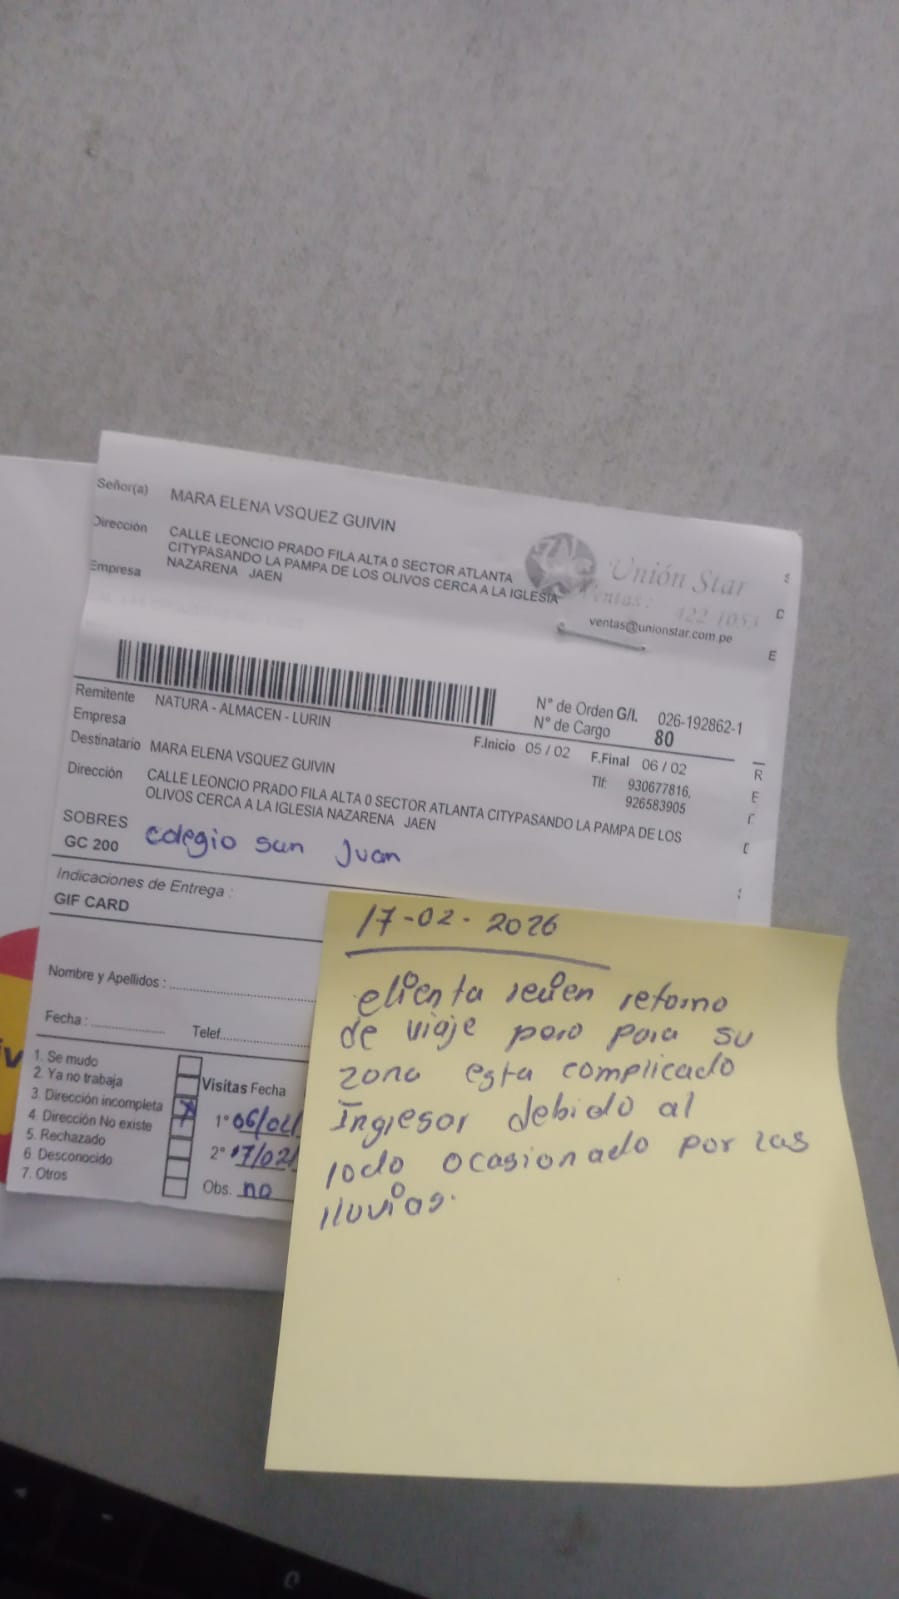 Señor(a) MARA ELENA VSQUEZ GUIVIN
Dirección CALLE LEONCIO PRADO FILA ALTA 0 SECTOR ATLANTA
CITYPASANDO LA PAMPA DE LOS OLIVOS CERCA A LA IGLESIA
Empresa NAZARENA JAEN
Unión Star
Ventas: 422 1053
ventas@unionstar.com.pe
Remitente NATURA - ALMACEN - LURIN
Empresa
N° de Orden G/I. 026-192862-1
N° de Cargo 80
F.Inicio 05 / 02 F.Final 06 / 02
Destinatario MARA ELENA VSQUEZ GUIVIN
Tlf: 930677816,
926583905
Dirección CALLE LEONCIO PRADO FILA ALTA 0 SECTOR ATLANTA CITYPASANDO LA PAMPA DE LOS
OLIVOS CERCA A LA IGLESIA NAZARENA JAEN
SOBRES
GC 200 colegio san Juan
Indicaciones de Entrega :
GIF CARD
Nombre y Apellidos :
Fecha : Telef.
1. Se mudo
2. Ya no trabaja
3. Dirección incompleta
4. Dirección No existe
5. Rechazado
6. Desconocido
7. Otros
Visitas Fecha
1°
2° 17/02/
Obs. no
17-02-2026
clienta recien retorno
de viaje pero para su
zona esta complicado
Ingresar debido al
lodo ocasionado por las
lluvias.